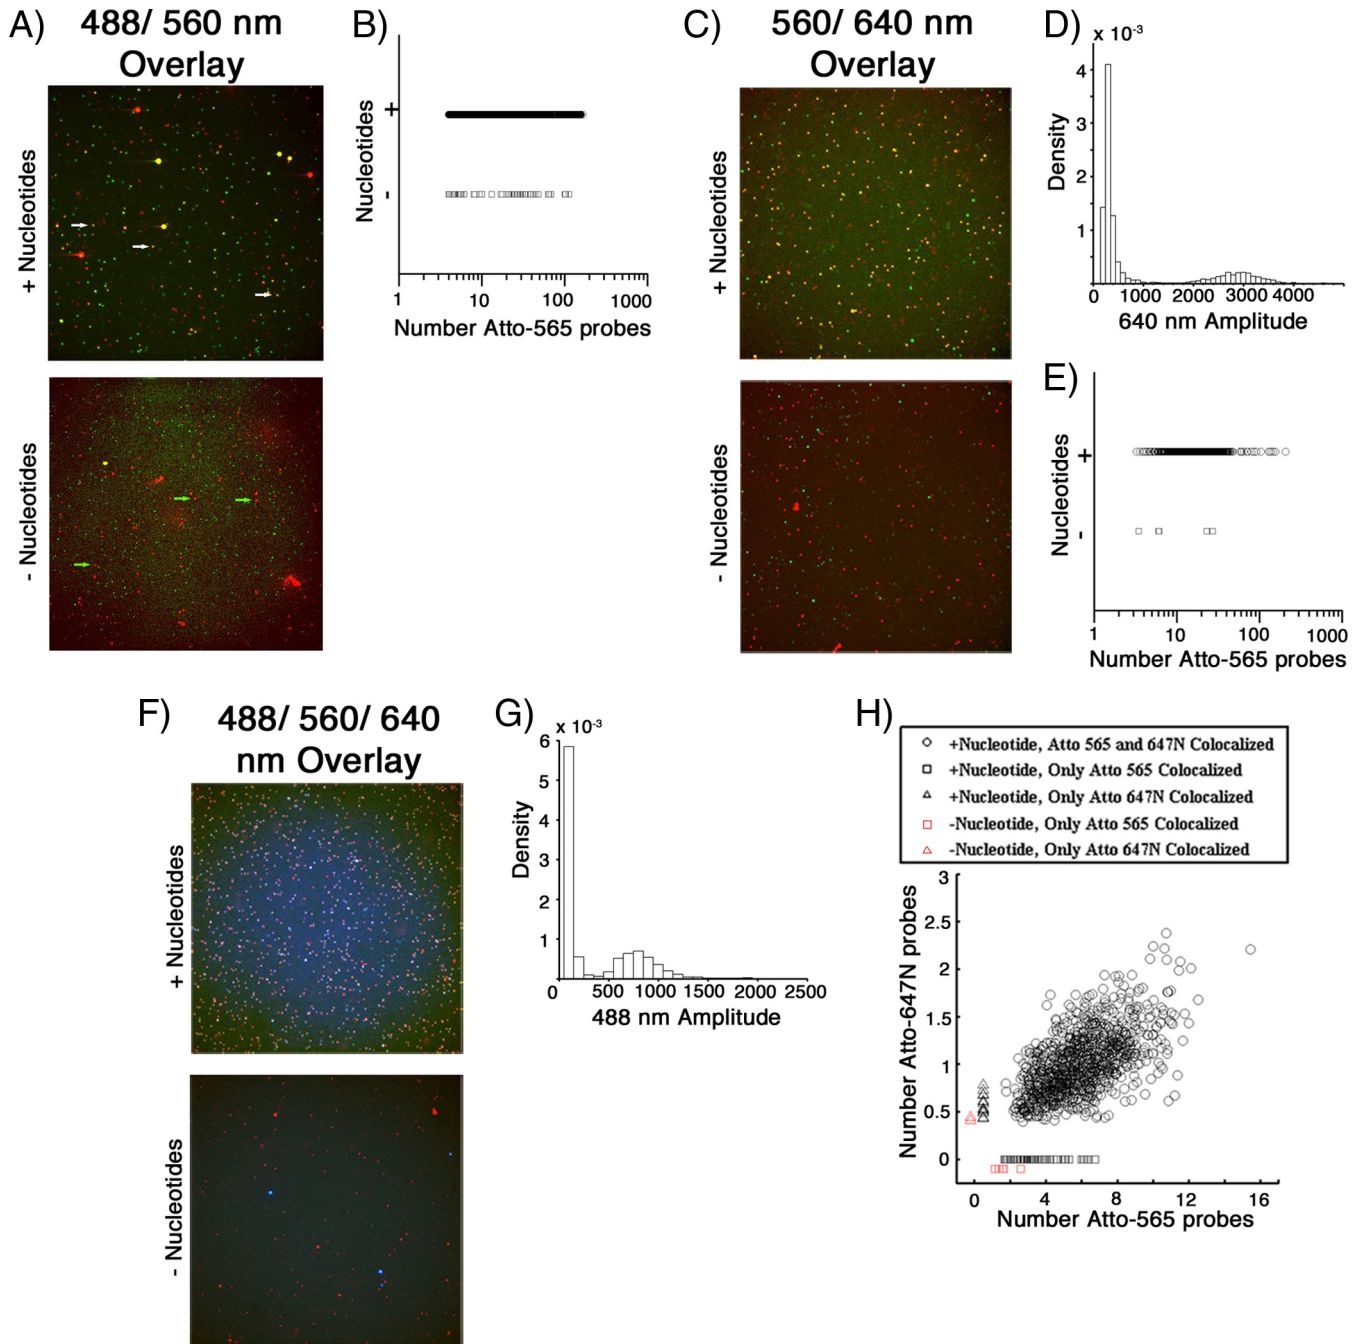 A)
488/ 560 nm
Overlay
+ Nucleotides
- Nucleotides
B)
Nucleotides
+
-
1
10
100
1000
Number Atto-565 probes
C)
560/ 640 nm
Overlay
+ Nucleotides
- Nucleotides
D)
x 10-3
Density
4
3
2
1
0
1000
2000
3000
4000
640 nm Amplitude
E)
Nucleotides
+
-
1
10
100
1000
Number Atto-565 probes
F)
488/ 560/ 640
nm Overlay
+ Nucleotides
- Nucleotides
G)
x 10-3
Density
6
5
4
3
2
1
0
500
1000
1500
2000
2500
488 nm Amplitude
H)
+Nucleotide, Atto 565 and 647N Colocalized
+Nucleotide, Only Atto 565 Colocalized
+Nucleotide, Only Atto 647N Colocalized
-Nucleotide, Only Atto 565 Colocalized
-Nucleotide, Only Atto 647N Colocalized
Number Atto-647N probes
3
2.5
2
1.5
1
0.5
0
0
4
8
12
16
Number Atto-565 probes